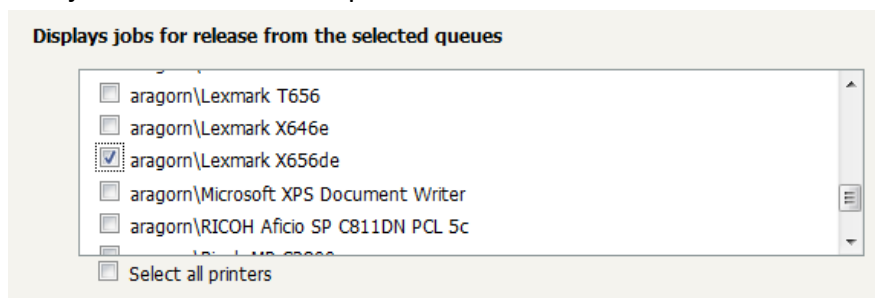 Displays jobs for release from the selected queues
aragorn\Lexmark T656
aragorn\Lexmark X646e
aragorn\Lexmark X656de
aragorn\Microsoft XPS Document Writer
aragorn\RICOH Aficio SP C811DN PCL 5c
Select all printers